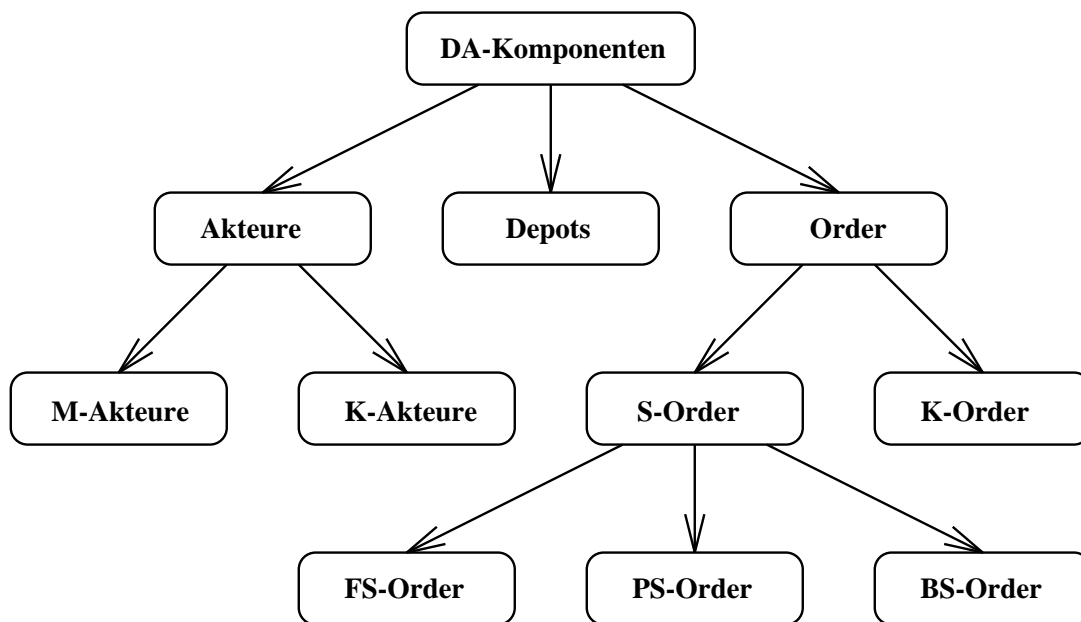 DA-Komponenten
Akteure
Depots
Order
M-Akteure
K-Akteure
S-Order
K-Order
FS-Order
PS-Order
BS-Order